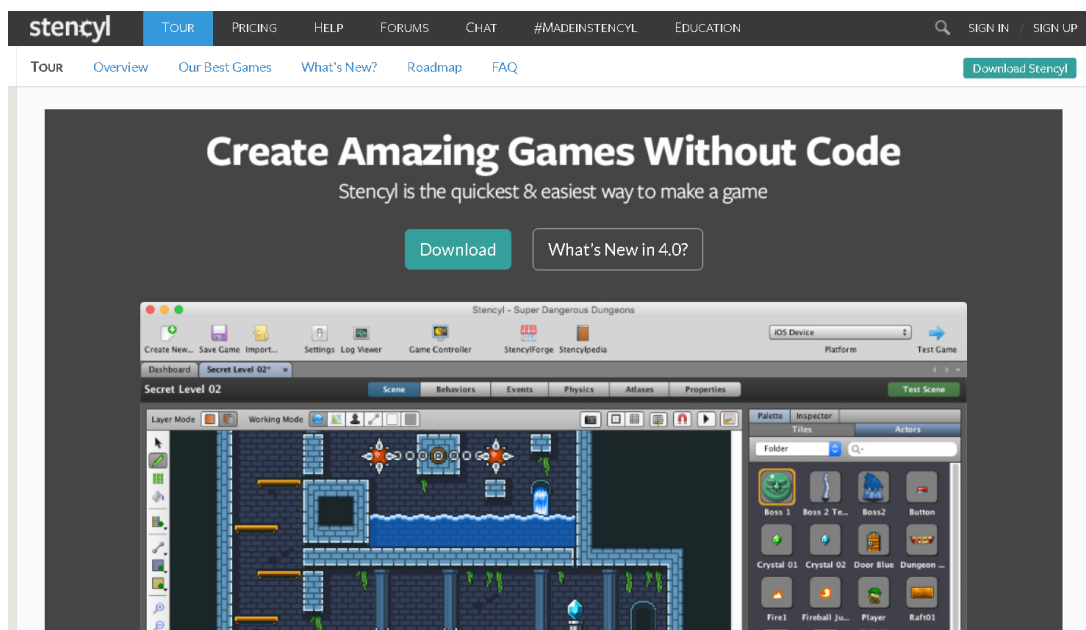 stencyl TOUR PRICING HELP FORUMS CHAT #MADEINSTENCYL EDUCATION SIGN IN / SIGN UP
TOUR Overview Our Best Games What's New? Roadmap FAQ Download Stencyl
Create Amazing Games Without Code
Stencyl is the quickest & easiest way to make a game
Download What's New in 4.0?
Stencyl - Super Dangerous Dungeons
iOS Device
Create New... Save Game Import... Settings Log Viewer Game Controller StencylForge Stencylpedia Platform Test Game
Dashboard Secret Level 02* ×
Secret Level 02 Scene Behaviors Events Physics Atlases Properties Test Scene
Layer Mode Working Mode Palette Inspector
Tiles Actors
Folder
Boss 1 Boss 2 Te... Boss2 Button
Crystal 01 Crystal 02 Door Blue Dungeon ...
Fire1 Fireball Ju... Player Raft01